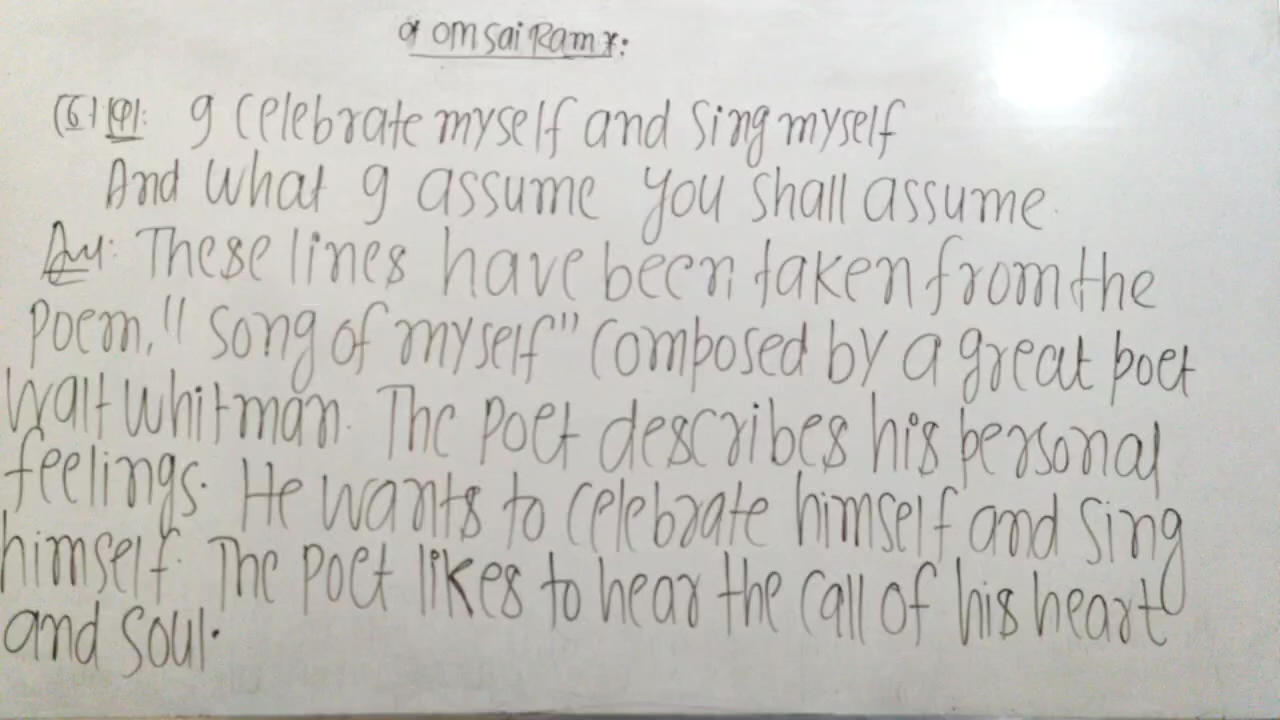 * om sai Ram *:
(6) (9): I celebrate myself and sing myself
And what I assume you shall assume.
Ans: These lines have been taken from the
poem, "song of myself" composed by a great poet
Walt Whitman. The poet describes his personal
feelings. He wants to celebrate himself and sing
himself. The poet likes to hear the call of his heart
and soul.